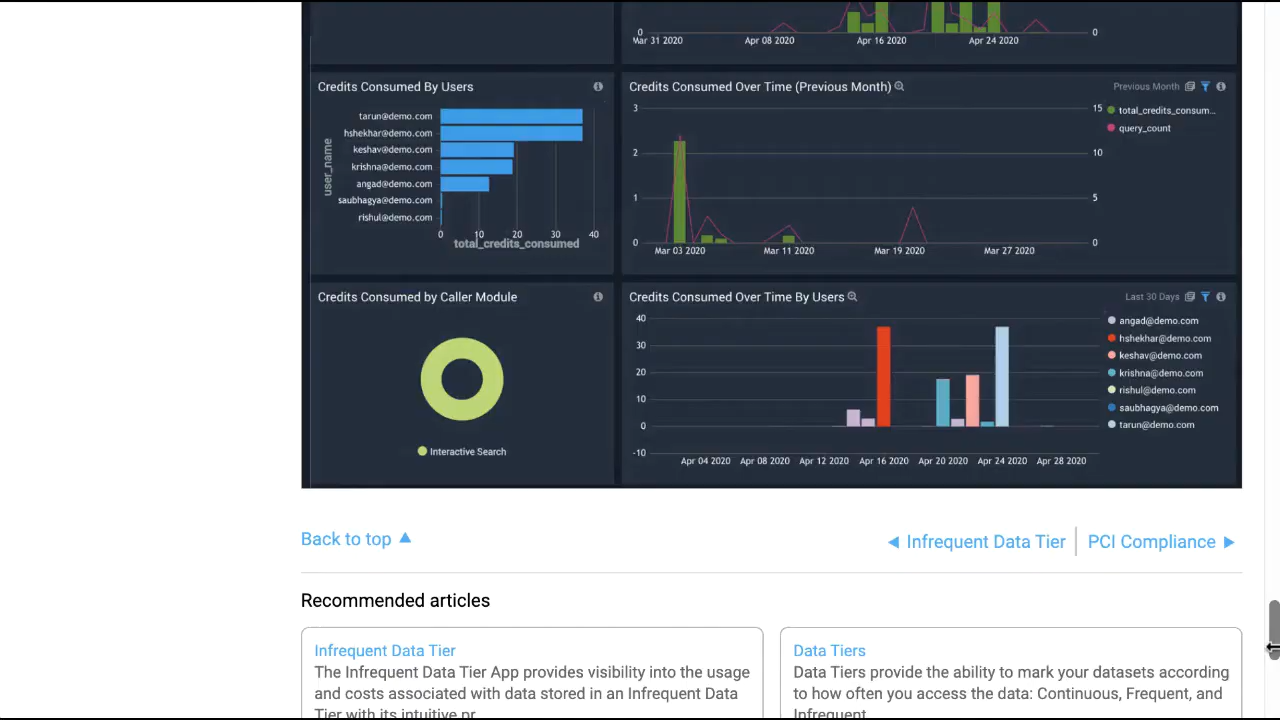 0
0
Mar 31 2020
Apr 08 2020
Apr 16 2020
Apr 24 2020
Credits Consumed By Users
user_name
tarun@demo.com
hshekhar@demo.com
keshav@demo.com
krishna@demo.com
angad@demo.com
saubhagya@demo.com
rishul@demo.com
0 10 20 30 40
total_credits_consumed
Credits Consumed Over Time (Previous Month)
Previous Month
3
2
1
0
15
10
5
0
Mar 03 2020
Mar 11 2020
Mar 19 2020
Mar 27 2020
total_credits_consum...
query_count
Credits Consumed by Caller Module
Interactive Search
Credits Consumed Over Time By Users
Last 30 Days
40
30
20
10
0
-10
Apr 04 2020
Apr 08 2020
Apr 12 2020
Apr 16 2020
Apr 20 2020
Apr 24 2020
Apr 28 2020
angad@demo.com
hshekhar@demo.com
keshav@demo.com
krishna@demo.com
rishul@demo.com
saubhagya@demo.com
tarun@demo.com
Back to top
Infrequent Data Tier
PCI Compliance
Recommended articles
Infrequent Data Tier
The Infrequent Data Tier App provides visibility into the usage
and costs associated with data stored in an Infrequent Data
Tier with its intuitive pr
Data Tiers
Data Tiers provide the ability to mark your datasets according
to how often you access the data: Continuous, Frequent, and
Infrequent